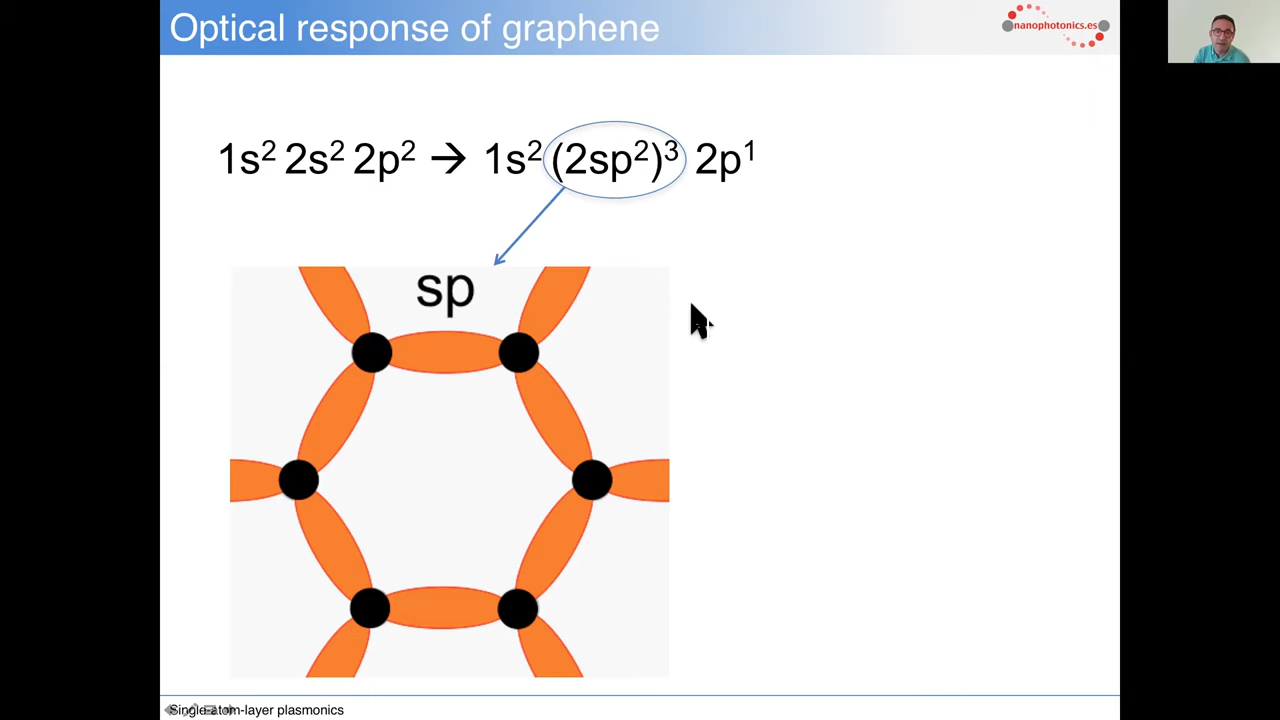 Optical response of graphene
nanophotonics.es
1s² 2s² 2p² → 1s² (2sp²)³ 2p¹
sp
Single-atom-layer plasmonics